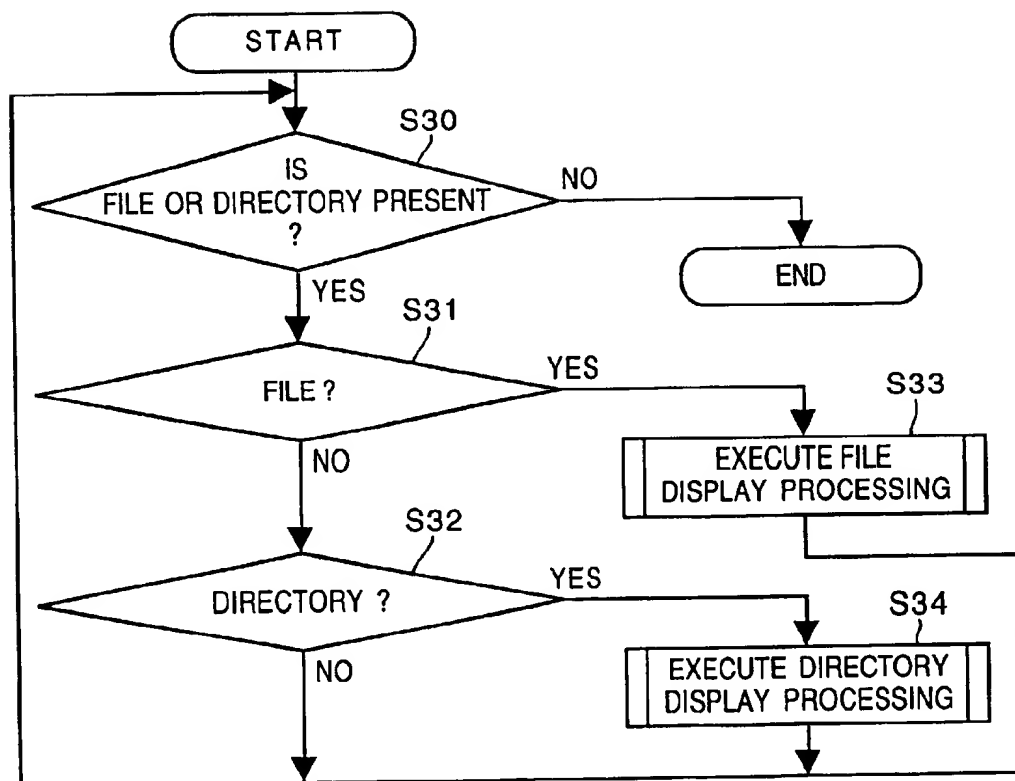 START
S30
IS
FILE OR DIRECTORY PRESENT
?
NO
END
YES
S31
FILE ?
YES
S33
EXECUTE FILE
DISPLAY PROCESSING
NO
S32
DIRECTORY ?
YES
S34
EXECUTE DIRECTORY
DISPLAY PROCESSING
NO